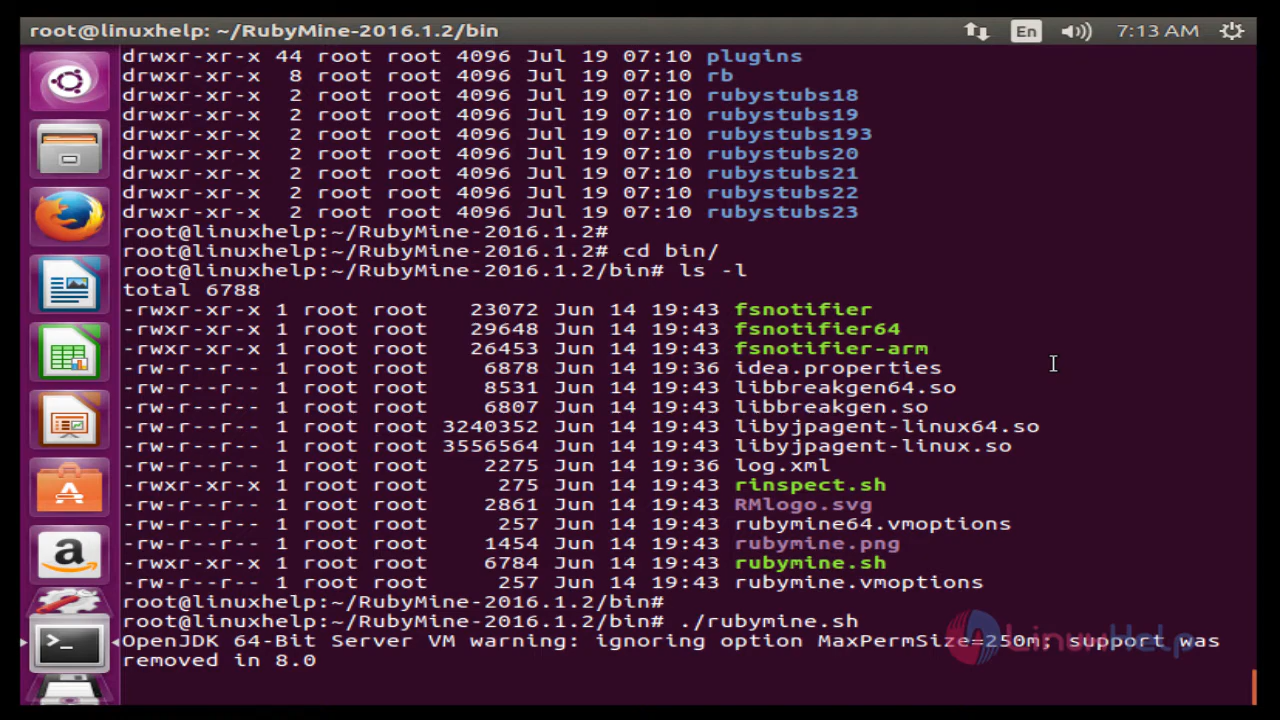 root@linuxhelp: ~/RubyMine-2016.1.2/bin En 7:13 AM
drwxr-xr-x 44 root root 4096 Jul 19 07:10 plugins
drwxr-xr-x 8 root root 4096 Jul 19 07:10 rb
drwxr-xr-x 2 root root 4096 Jul 19 07:10 rubystubs18
drwxr-xr-x 2 root root 4096 Jul 19 07:10 rubystubs19
drwxr-xr-x 2 root root 4096 Jul 19 07:10 rubystubs193
drwxr-xr-x 2 root root 4096 Jul 19 07:10 rubystubs20
drwxr-xr-x 2 root root 4096 Jul 19 07:10 rubystubs21
drwxr-xr-x 2 root root 4096 Jul 19 07:10 rubystubs22
drwxr-xr-x 2 root root 4096 Jul 19 07:10 rubystubs23
root@linuxhelp:~/RubyMine-2016.1.2#
root@linuxhelp:~/RubyMine-2016.1.2# cd bin/
root@linuxhelp:~/RubyMine-2016.1.2/bin# ls -l
total 6788
-rwxr-xr-x 1 root root 23072 Jun 14 19:43 fsnotifier
-rwxr-xr-x 1 root root 29648 Jun 14 19:43 fsnotifier64
-rwxr-xr-x 1 root root 26453 Jun 14 19:43 fsnotifier-arm
-rw-r--r-- 1 root root 6878 Jun 14 19:36 idea.properties
-rw-r--r-- 1 root root 8531 Jun 14 19:43 libbreakgen64.so
-rw-r--r-- 1 root root 6807 Jun 14 19:43 libbreakgen.so
-rw-r--r-- 1 root root 3240352 Jun 14 19:43 libyjpagent-linux64.so
-rw-r--r-- 1 root root 3556564 Jun 14 19:43 libyjpagent-linux.so
-rw-r--r-- 1 root root 2275 Jun 14 19:36 log.xml
-rwxr-xr-x 1 root root 275 Jun 14 19:43 rinspect.sh
-rw-r--r-- 1 root root 2861 Jun 14 19:43 RMlogo.svg
-rw-r--r-- 1 root root 257 Jun 14 19:43 rubymine64.vmoptions
-rw-r--r-- 1 root root 1454 Jun 14 19:43 rubymine.png
-rwxr-xr-x 1 root root 6784 Jun 14 19:43 rubymine.sh
-rw-r--r-- 1 root root 257 Jun 14 19:43 rubymine.vmoptions
root@linuxhelp:~/RubyMine-2016.1.2/bin#
root@linuxhelp:~/RubyMine-2016.1.2/bin# ./rubymine.sh
OpenJDK 64-Bit Server VM warning: ignoring option MaxPermSize=250m; support was
removed in 8.0
LinuxHelp